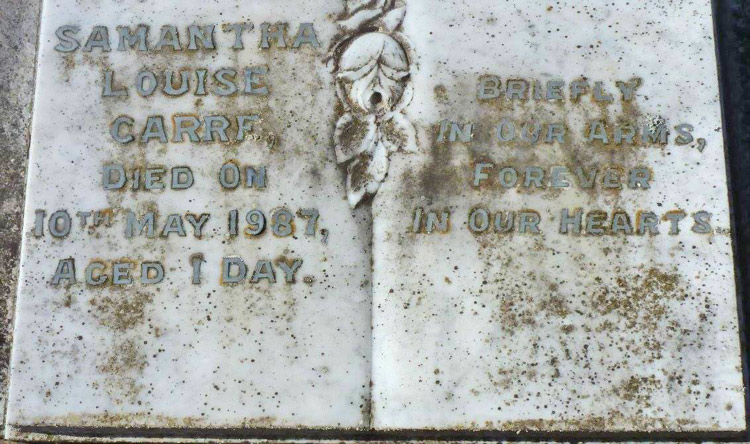 SAMANTHA
LOUISE
CARRE
DIED ON
10TH MAY 1987,
AGED 1 DAY.
BRIEFLY
IN OUR ARMS,
FOREVER
IN OUR HEARTS.